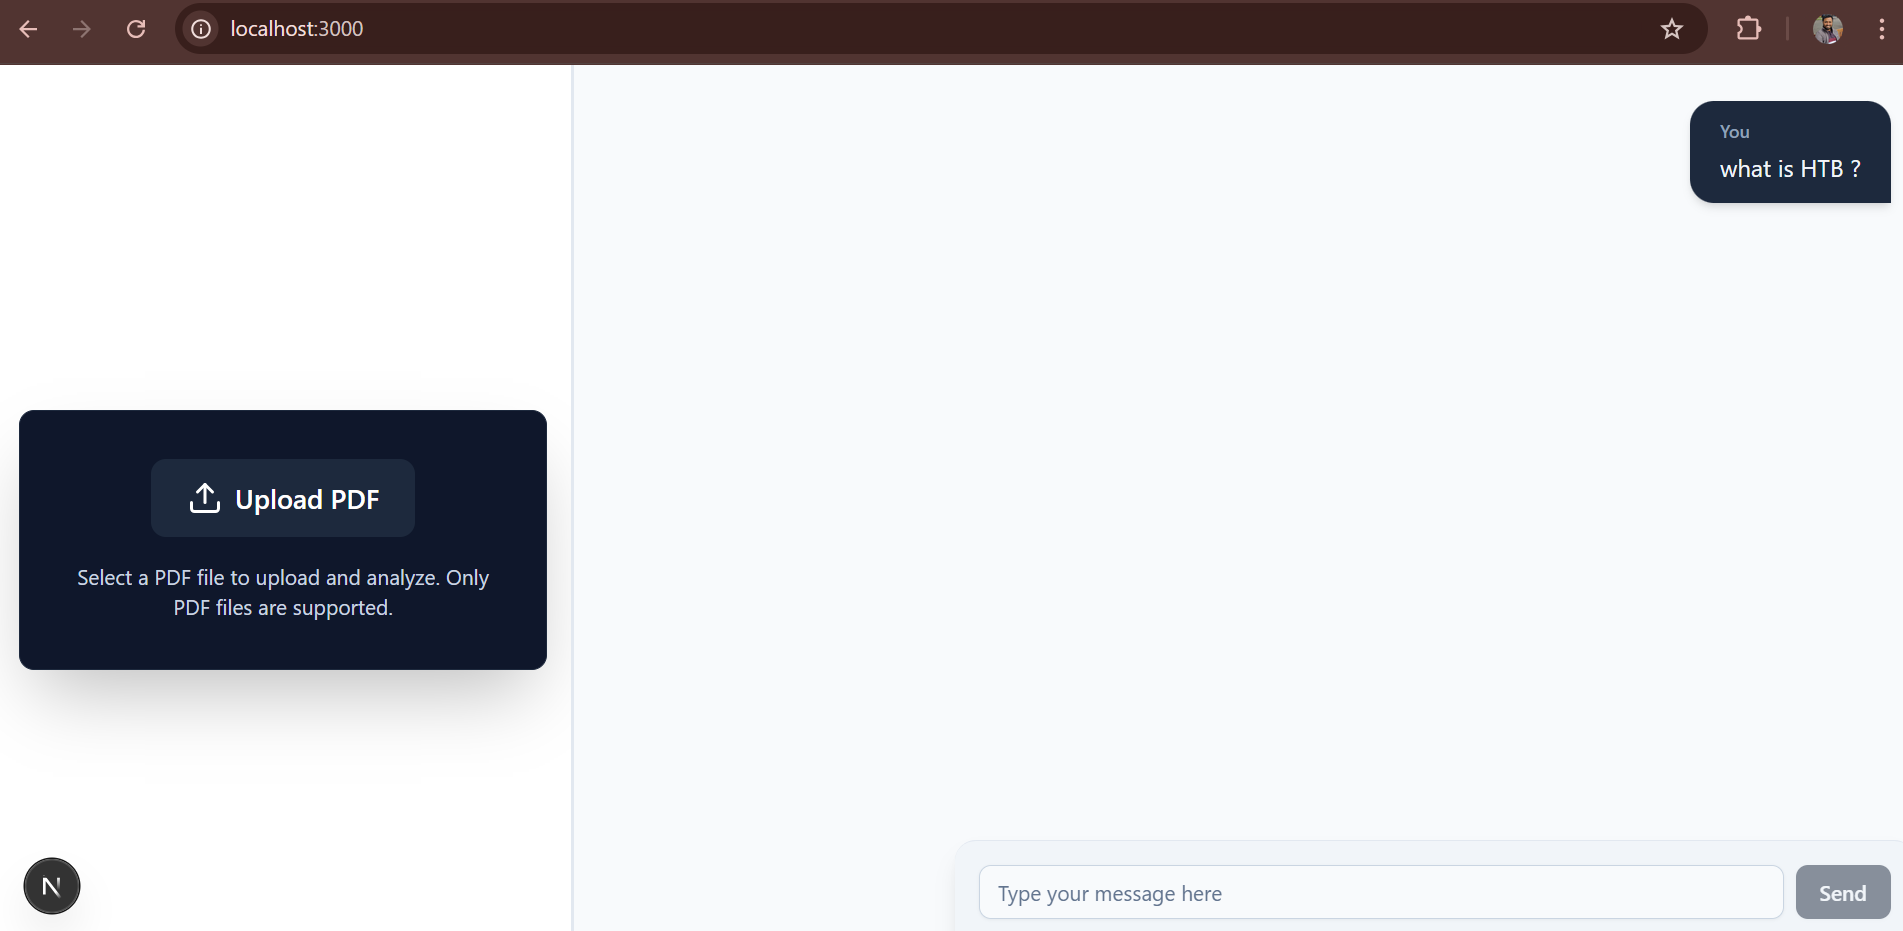 localhost:3000
You
what is HTB ?
Upload PDF
Select a PDF file to upload and analyze. Only
PDF files are supported.
N
Type your message here
Send